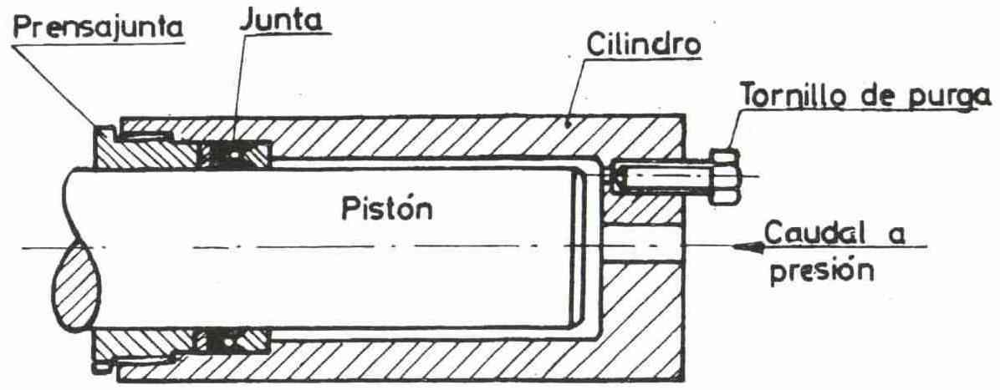 Prensajunta
Junta
Cilindro
Tornillo de purga
Pistón
Caudal a
presión